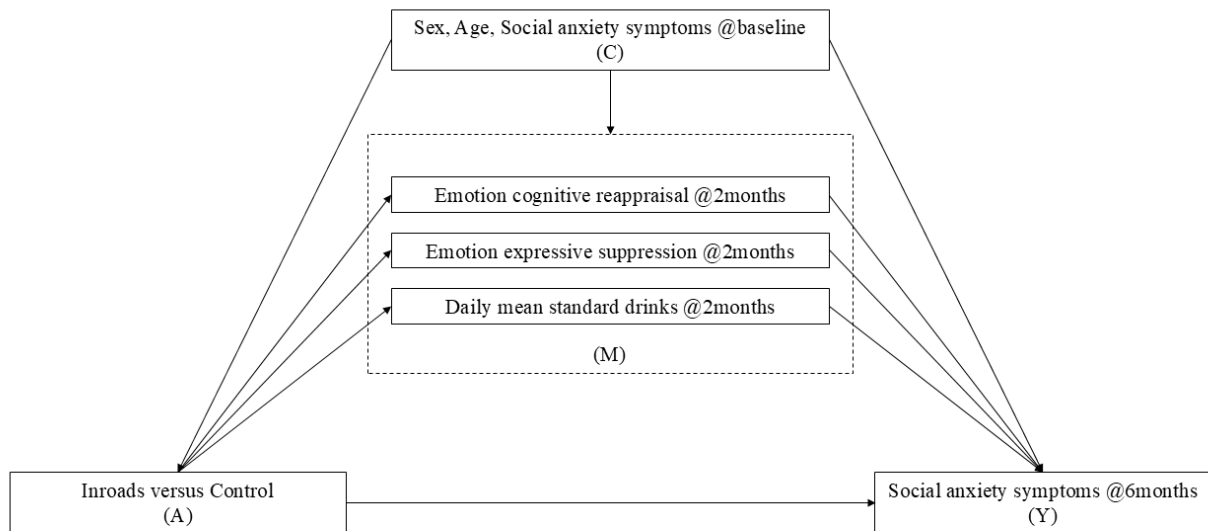 Sex, Age, Social anxiety symptoms @baseline
(C)
Emotion cognitive reappraisal @2months
Emotion expressive suppression @2months
Daily mean standard drinks @2months
(M)
Inroads versus Control
(A)
Social anxiety symptoms @6months
(Y)